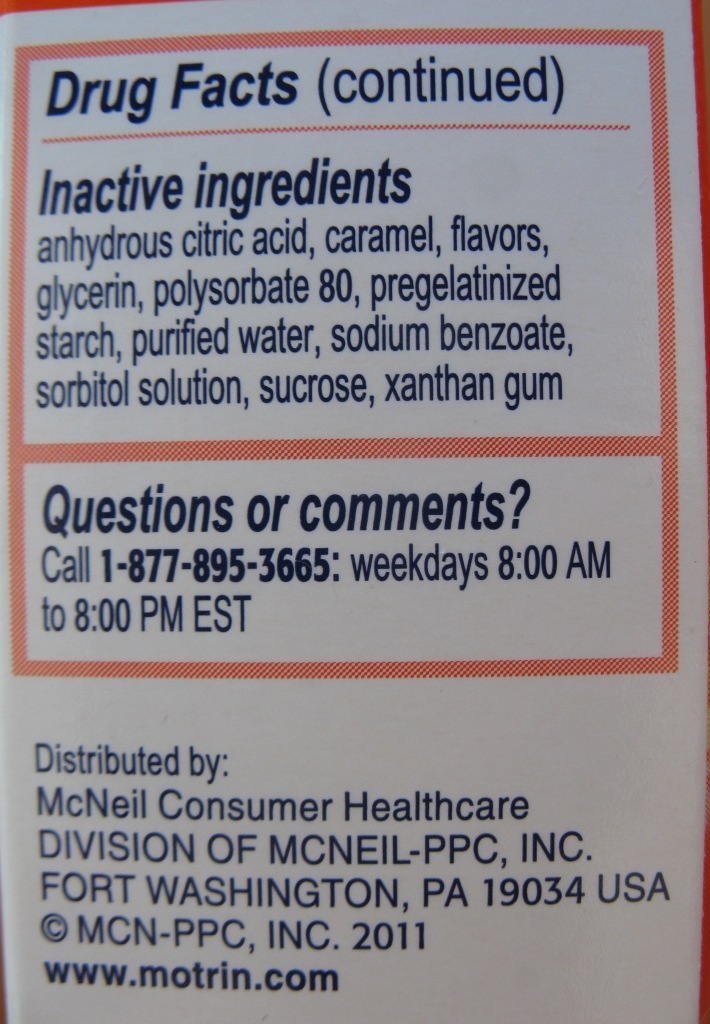 Drug Facts (continued)
Inactive ingredients
anhydrous citric acid, caramel, flavors,
glycerin, polysorbate 80, pregelatinized
starch, purified water, sodium benzoate,
sorbitol solution, sucrose, xanthan gum
Questions or comments?
Call 1-877-895-3665: weekdays 8:00 AM
to 8:00 PM EST
Distributed by:
McNeil Consumer Healthcare
DIVISION OF MCNEIL-PPC, INC.
FORT WASHINGTON, PA 19034 USA
© MCN-PPC, INC. 2011
www.motrin.com